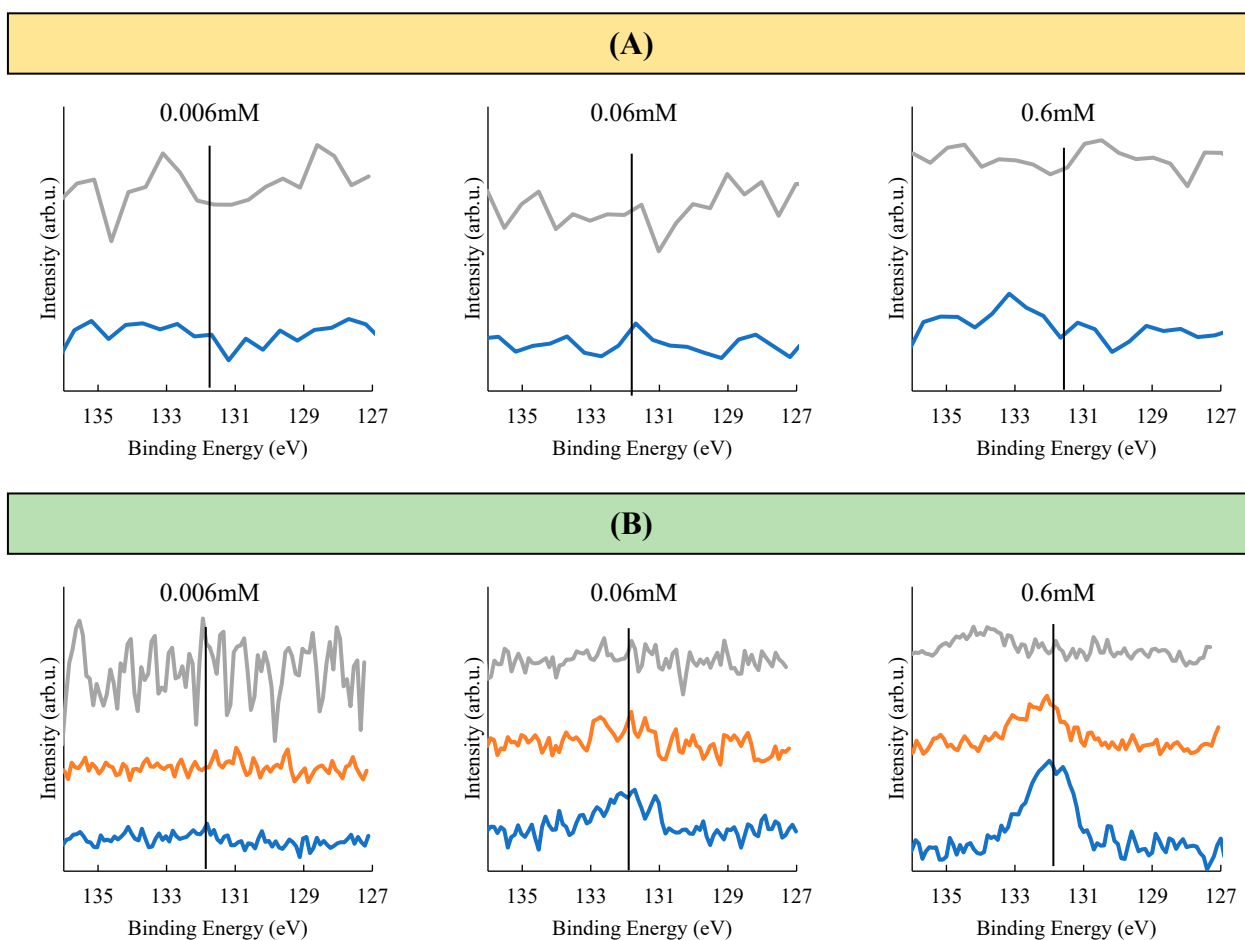 (A)
0.006mM
0.06mM
0.6mM
Intensity (arb.u.)
Intensity (arb.u.)
Intensity (arb.u.)
135 133 131 129 127
135 133 131 129 127
135 133 131 129 127
Binding Energy (eV)
Binding Energy (eV)
Binding Energy (eV)
(B)
0.006mM
0.06mM
0.6mM
Intensity (arb.u.)
Intensity (arb.u.)
Intensity (arb.u.)
135 133 131 129 127
135 133 131 129 127
135 133 131 129 127
Binding Energy (eV)
Binding Energy (eV)
Binding Energy (eV)